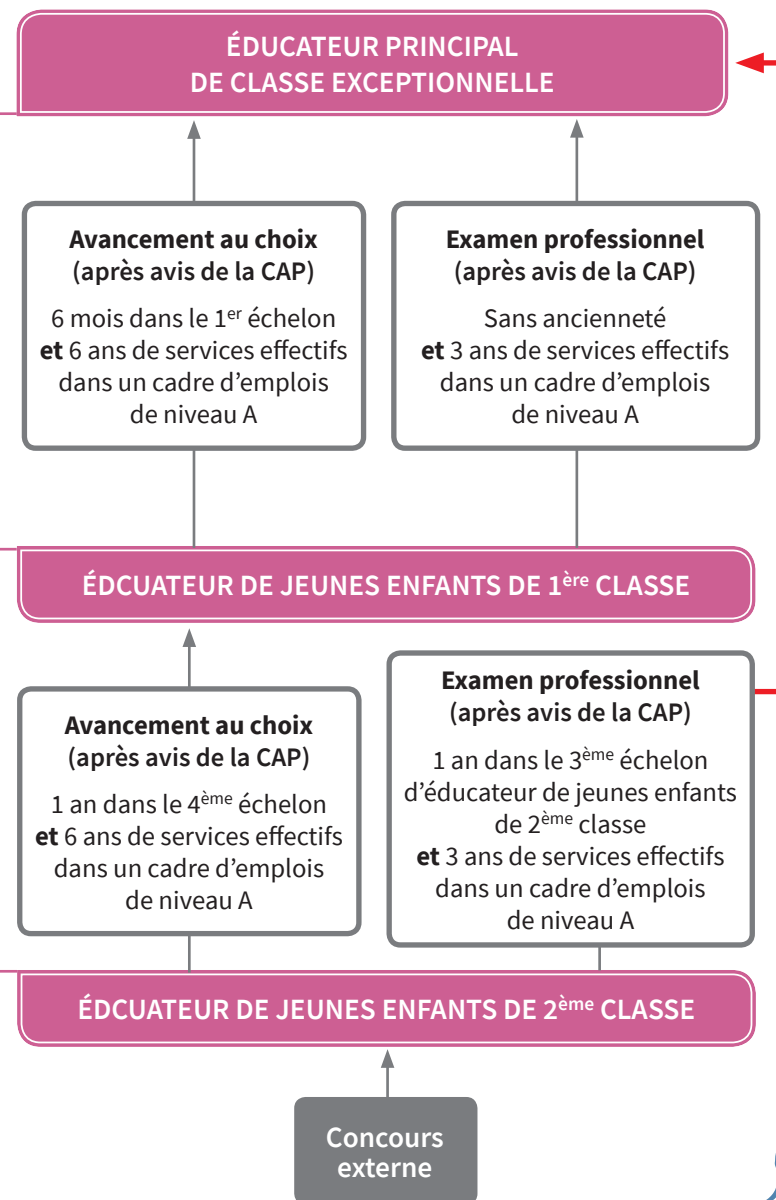 ÉDUCATEUR PRINCIPAL
DE CLASSE EXCEPTIONNELLE
Avancement au choix
(après avis de la CAP)
6 mois dans le 1er échelon
et 6 ans de services effectifs
dans un cadre d'emplois
de niveau A
Examen professionnel
(après avis de la CAP)
Sans ancienneté
et 3 ans de services effectifs
dans un cadre d'emplois
de niveau A
ÉDCUATEUR DE JEUNES ENFANTS DE 1ère CLASSE
Avancement au choix
(après avis de la CAP)
1 an dans le 4ème échelon
et 6 ans de services effectifs
dans un cadre d'emplois
de niveau A
Examen professionnel
(après avis de la CAP)
1 an dans le 3ème échelon
d'éducateur de jeunes enfants
de 2ème classe
et 3 ans de services effectifs
dans un cadre d'emplois
de niveau A
ÉDCUATEUR DE JEUNES ENFANTS DE 2ème CLASSE
Concours
externe